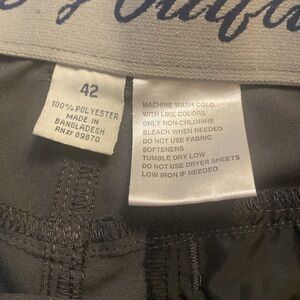 42
100% POLYESTER
MADE IN
BANGLADESH
RN# 89870
MACHINE WASH COLD
WITH LIKE COLORS
ONLY NON-CHLORINE
BLEACH WHEN NEEDED
DO NOT USE FABRIC
SOFTENERS
TUMBLE DRY LOW
DO NOT USE DRYER SHEETS
LOW IRON IF NEEDED